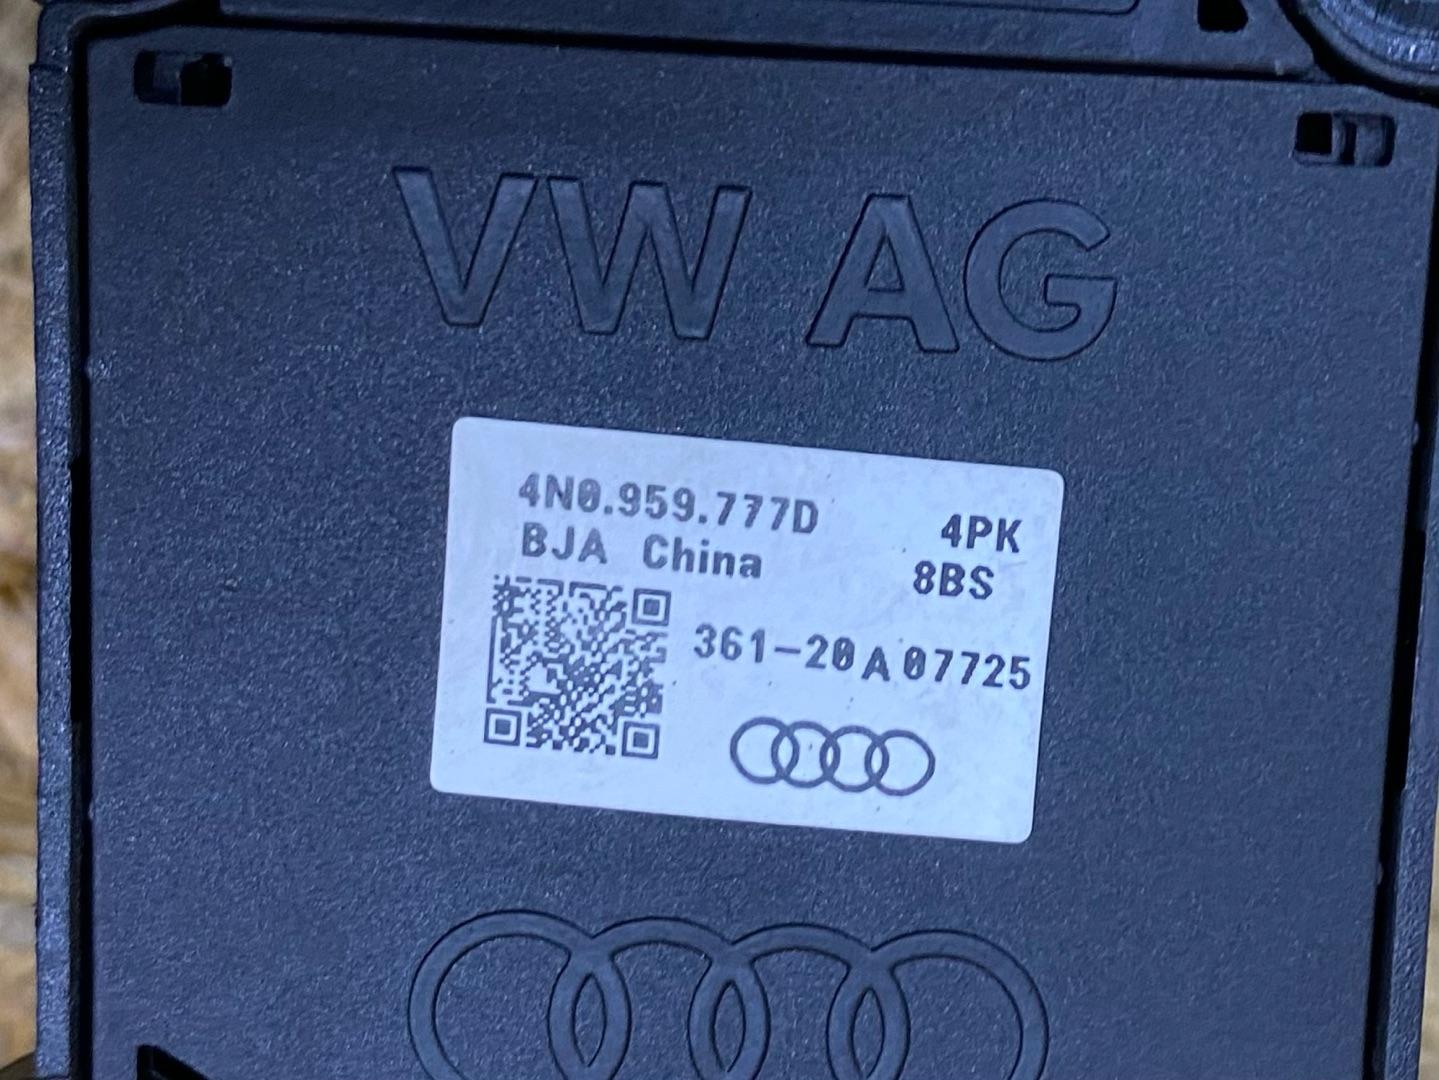 VW AG
4N0.959.777D 4PK
BJA China 8BS
361-20A07725